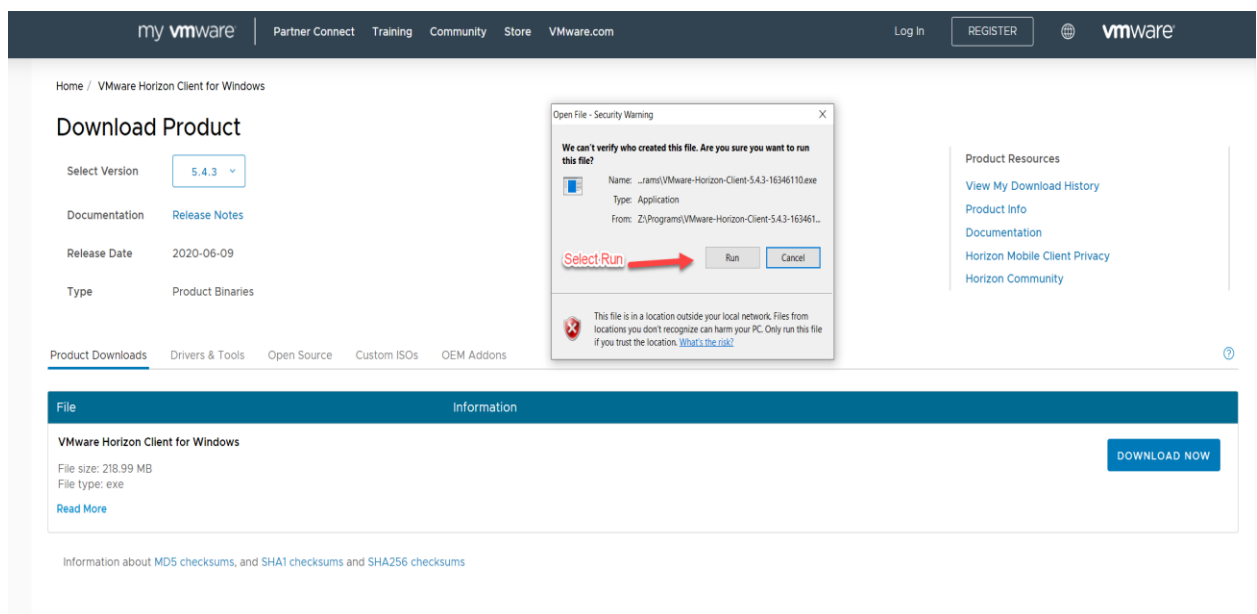 my vmware Partner Connect Training Community Store VMware.com Log In REGISTER vmware
Home / VMware Horizon Client for Windows
Download Product
Select Version 5.4.3
Documentation Release Notes
Release Date 2020-06-09
Type Product Binaries
Open File - Security Warning X
We can't verify who created this file. Are you sure you want to run
this file?
Name: ...rams\VMware-Horizon-Client-5.4.3-16346110.exe
Type: Application
From: Z:\Programs\VMware-Horizon-Client-5.4.3-163461...
Select Run
Run Cancel
This file is in a location outside your local network. Files from
locations you don't recognize can harm your PC. Only run this file
if you trust the location. What's the risk?
Product Resources
View My Download History
Product Info
Documentation
Horizon Mobile Client Privacy
Horizon Community
Product Downloads Drivers & Tools Open Source Custom ISOs OEM Addons
File Information
VMware Horizon Client for Windows
File size: 218.99 MB
File type: exe
Read More
DOWNLOAD NOW
Information about MD5 checksums, and SHA1 checksums and SHA256 checksums